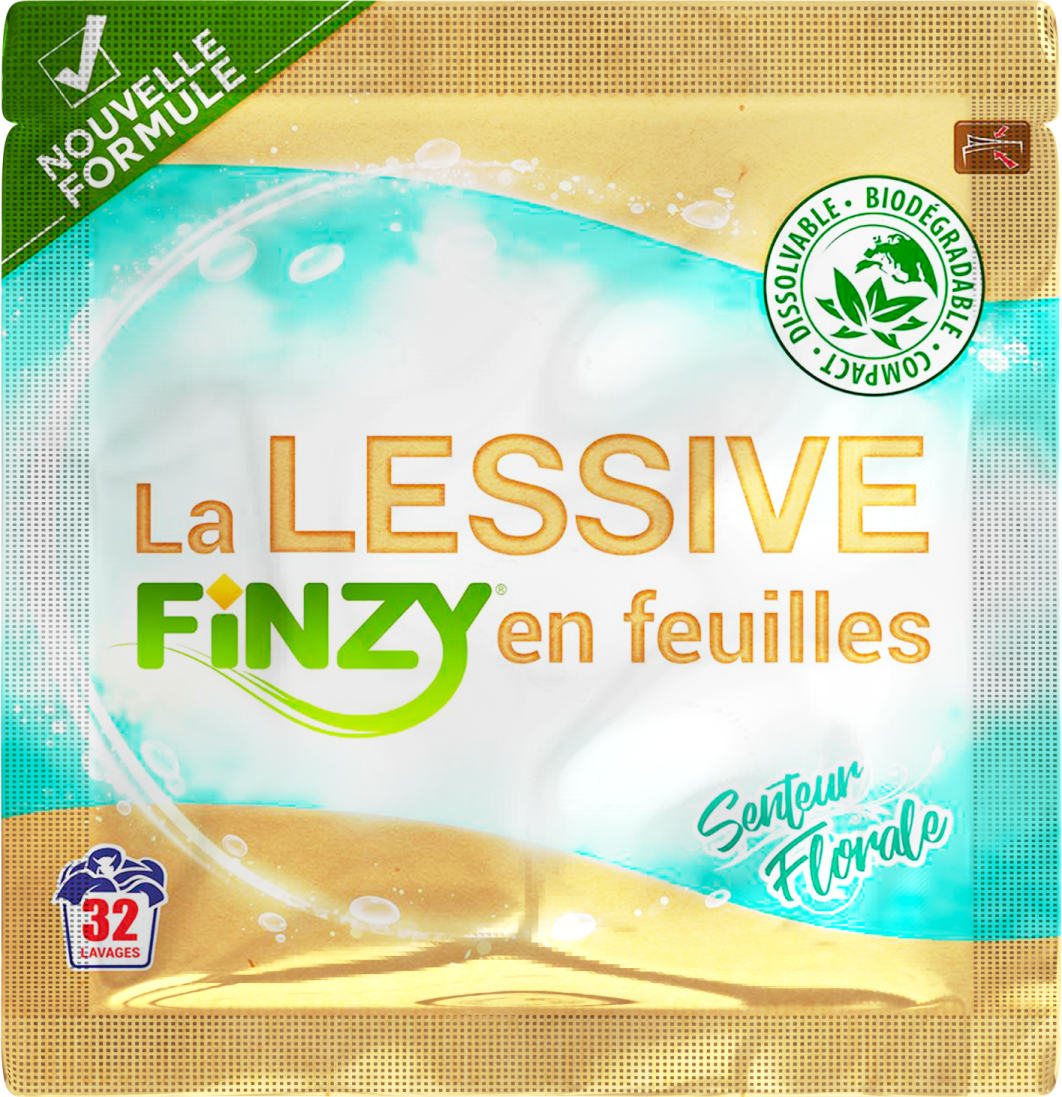 NOUVELLE
FORMULE
DISSOLVABLE • BIODÉGRADABLE • COMPACT •
La LESSIVE
FiNZY® en feuilles
Senteur
Florale
32
LAVAGES